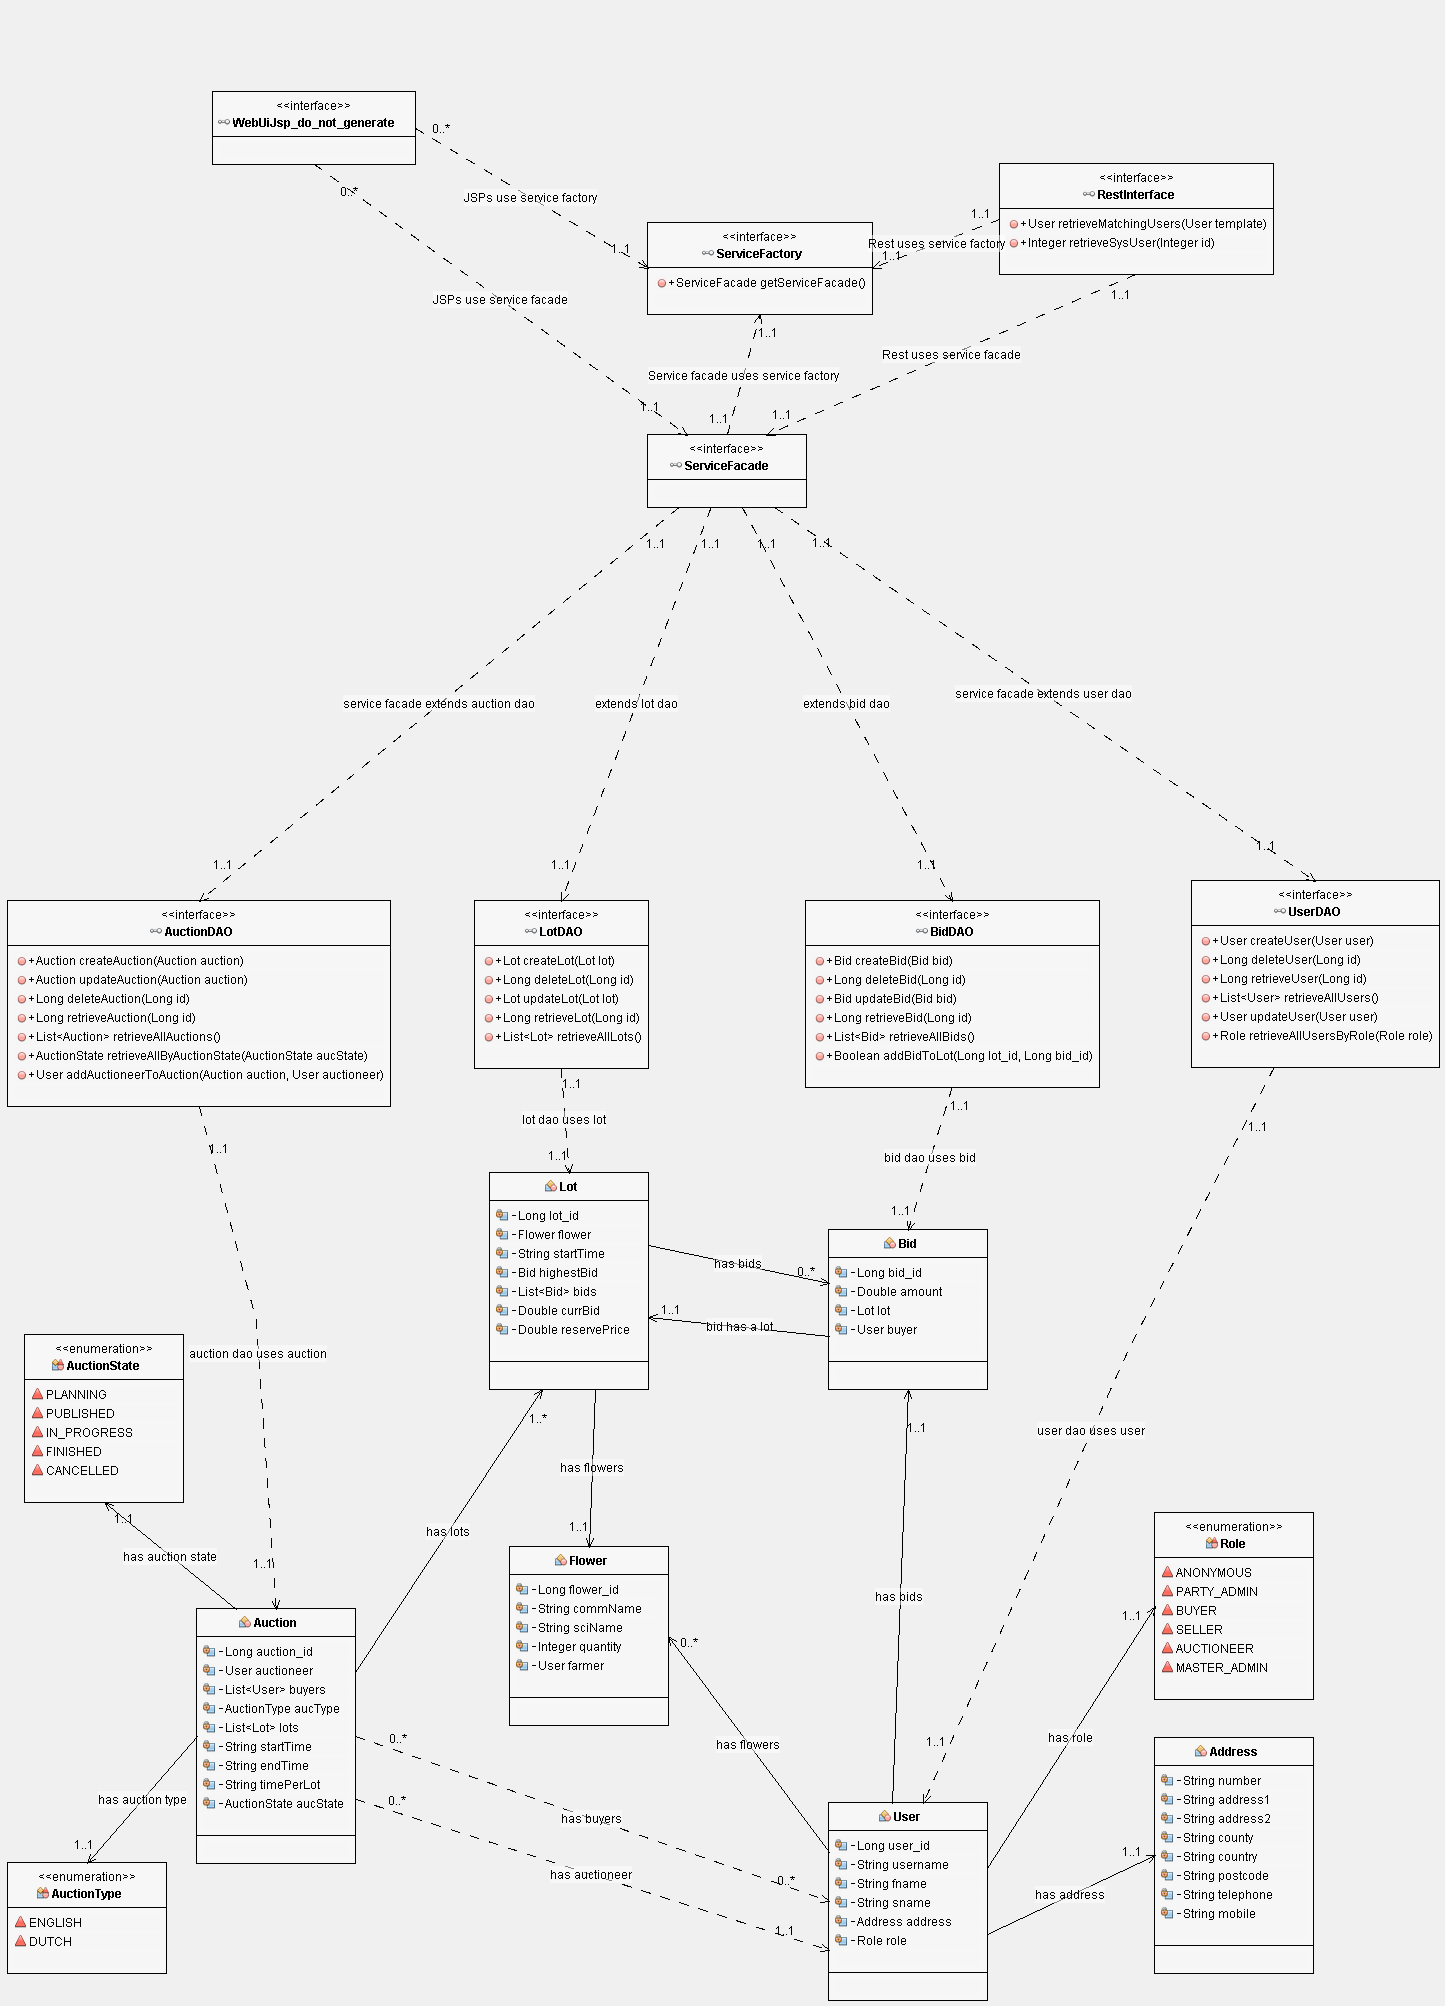 <<interface>>
WebUiJsp_do_not_generate
0..*
0..*
JSPs use service factory
1..1
JSPs use service facade
1..1
<<interface>>
RestInterface
+User retrieveMatchingUsers(User template)
+Integer retrieveSysUser(Integer id)
1..1
Rest uses service factory
1..1
1..1
Rest uses service facade
1..1
<<interface>>
ServiceFactory
+ServiceFacade getServiceFacade()
1..1
Service facade uses service factory
1..1
<<interface>>
ServiceFacade
1..1
1..1
1..1
1..1
service facade extends auction dao
extends lot dao
extends bid dao
service facade extends user dao
1..1
1..1
1..1
1..1
<<interface>>
AuctionDAO
+Auction createAuction(Auction auction)
+Auction updateAuction(Auction auction)
+Long deleteAuction(Long id)
+Long retrieveAuction(Long id)
+List<Auction> retrieveAllAuctions()
+AuctionState retrieveAllByAuctionState(AuctionState aucState)
+User addAuctioneerToAuction(Auction auction, User auctioneer)
<<interface>>
LotDAO
+Lot createLot(Lot lot)
+Long deleteLot(Long id)
+Lot updateLot(Lot lot)
+Long retrieveLot(Long id)
+List<Lot> retrieveAllLots()
<<interface>>
BidDAO
+Bid createBid(Bid bid)
+Long deleteBid(Long id)
+Bid updateBid(Bid bid)
+Long retrieveBid(Long id)
+List<Bid> retrieveAllBids()
+Boolean addBidToLot(Long lot_id, Long bid_id)
<<interface>>
UserDAO
+User createUser(User user)
+Long deleteUser(Long id)
+Long retrieveUser(Long id)
+List<User> retrieveAllUsers()
+User updateUser(User user)
+Role retrieveAllUsersByRole(Role role)
1..1
auction dao uses auction
1..1
1..1
lot dao uses lot
1..1
1..1
bid dao uses bid
1..1
1..1
user dao uses user
1..1
Lot
-Long lot_id
-Flower flower
-String startTime
-Bid highestBid
-List<Bid> bids
-Double currBid
-Double reservePrice
has bids
0..*
1..1
bid has a lot
Bid
-Long bid_id
-Double amount
-Lot lot
-User buyer
<<enumeration>>
AuctionState
PLANNING
PUBLISHED
IN_PROGRESS
FINISHED
CANCELLED
1..1
has auction state
1..*
has lots
has flowers
1..1
1..1
has bids
Flower
-Long flower_id
-String commName
-String sciName
-Integer quantity
-User farmer
0..*
has flowers
<<enumeration>>
Role
ANONYMOUS
PARTY_ADMIN
BUYER
SELLER
AUCTIONEER
MASTER_ADMIN
1..1
has role
Auction
-Long auction_id
-User auctioneer
-List<User> buyers
-AuctionType aucType
-List<Lot> lots
-String startTime
-String endTime
-String timePerLot
-AuctionState aucState
has auction type
1..1
0..*
has buyers
0..*
0..*
has auctioneer
1..1
<<enumeration>>
AuctionType
ENGLISH
DUTCH
User
-Long user_id
-String username
-String fname
-String sname
-Address address
-Role role
1..1
has address
Address
-String number
-String address1
-String address2
-String county
-String country
-String postcode
-String telephone
-String mobile